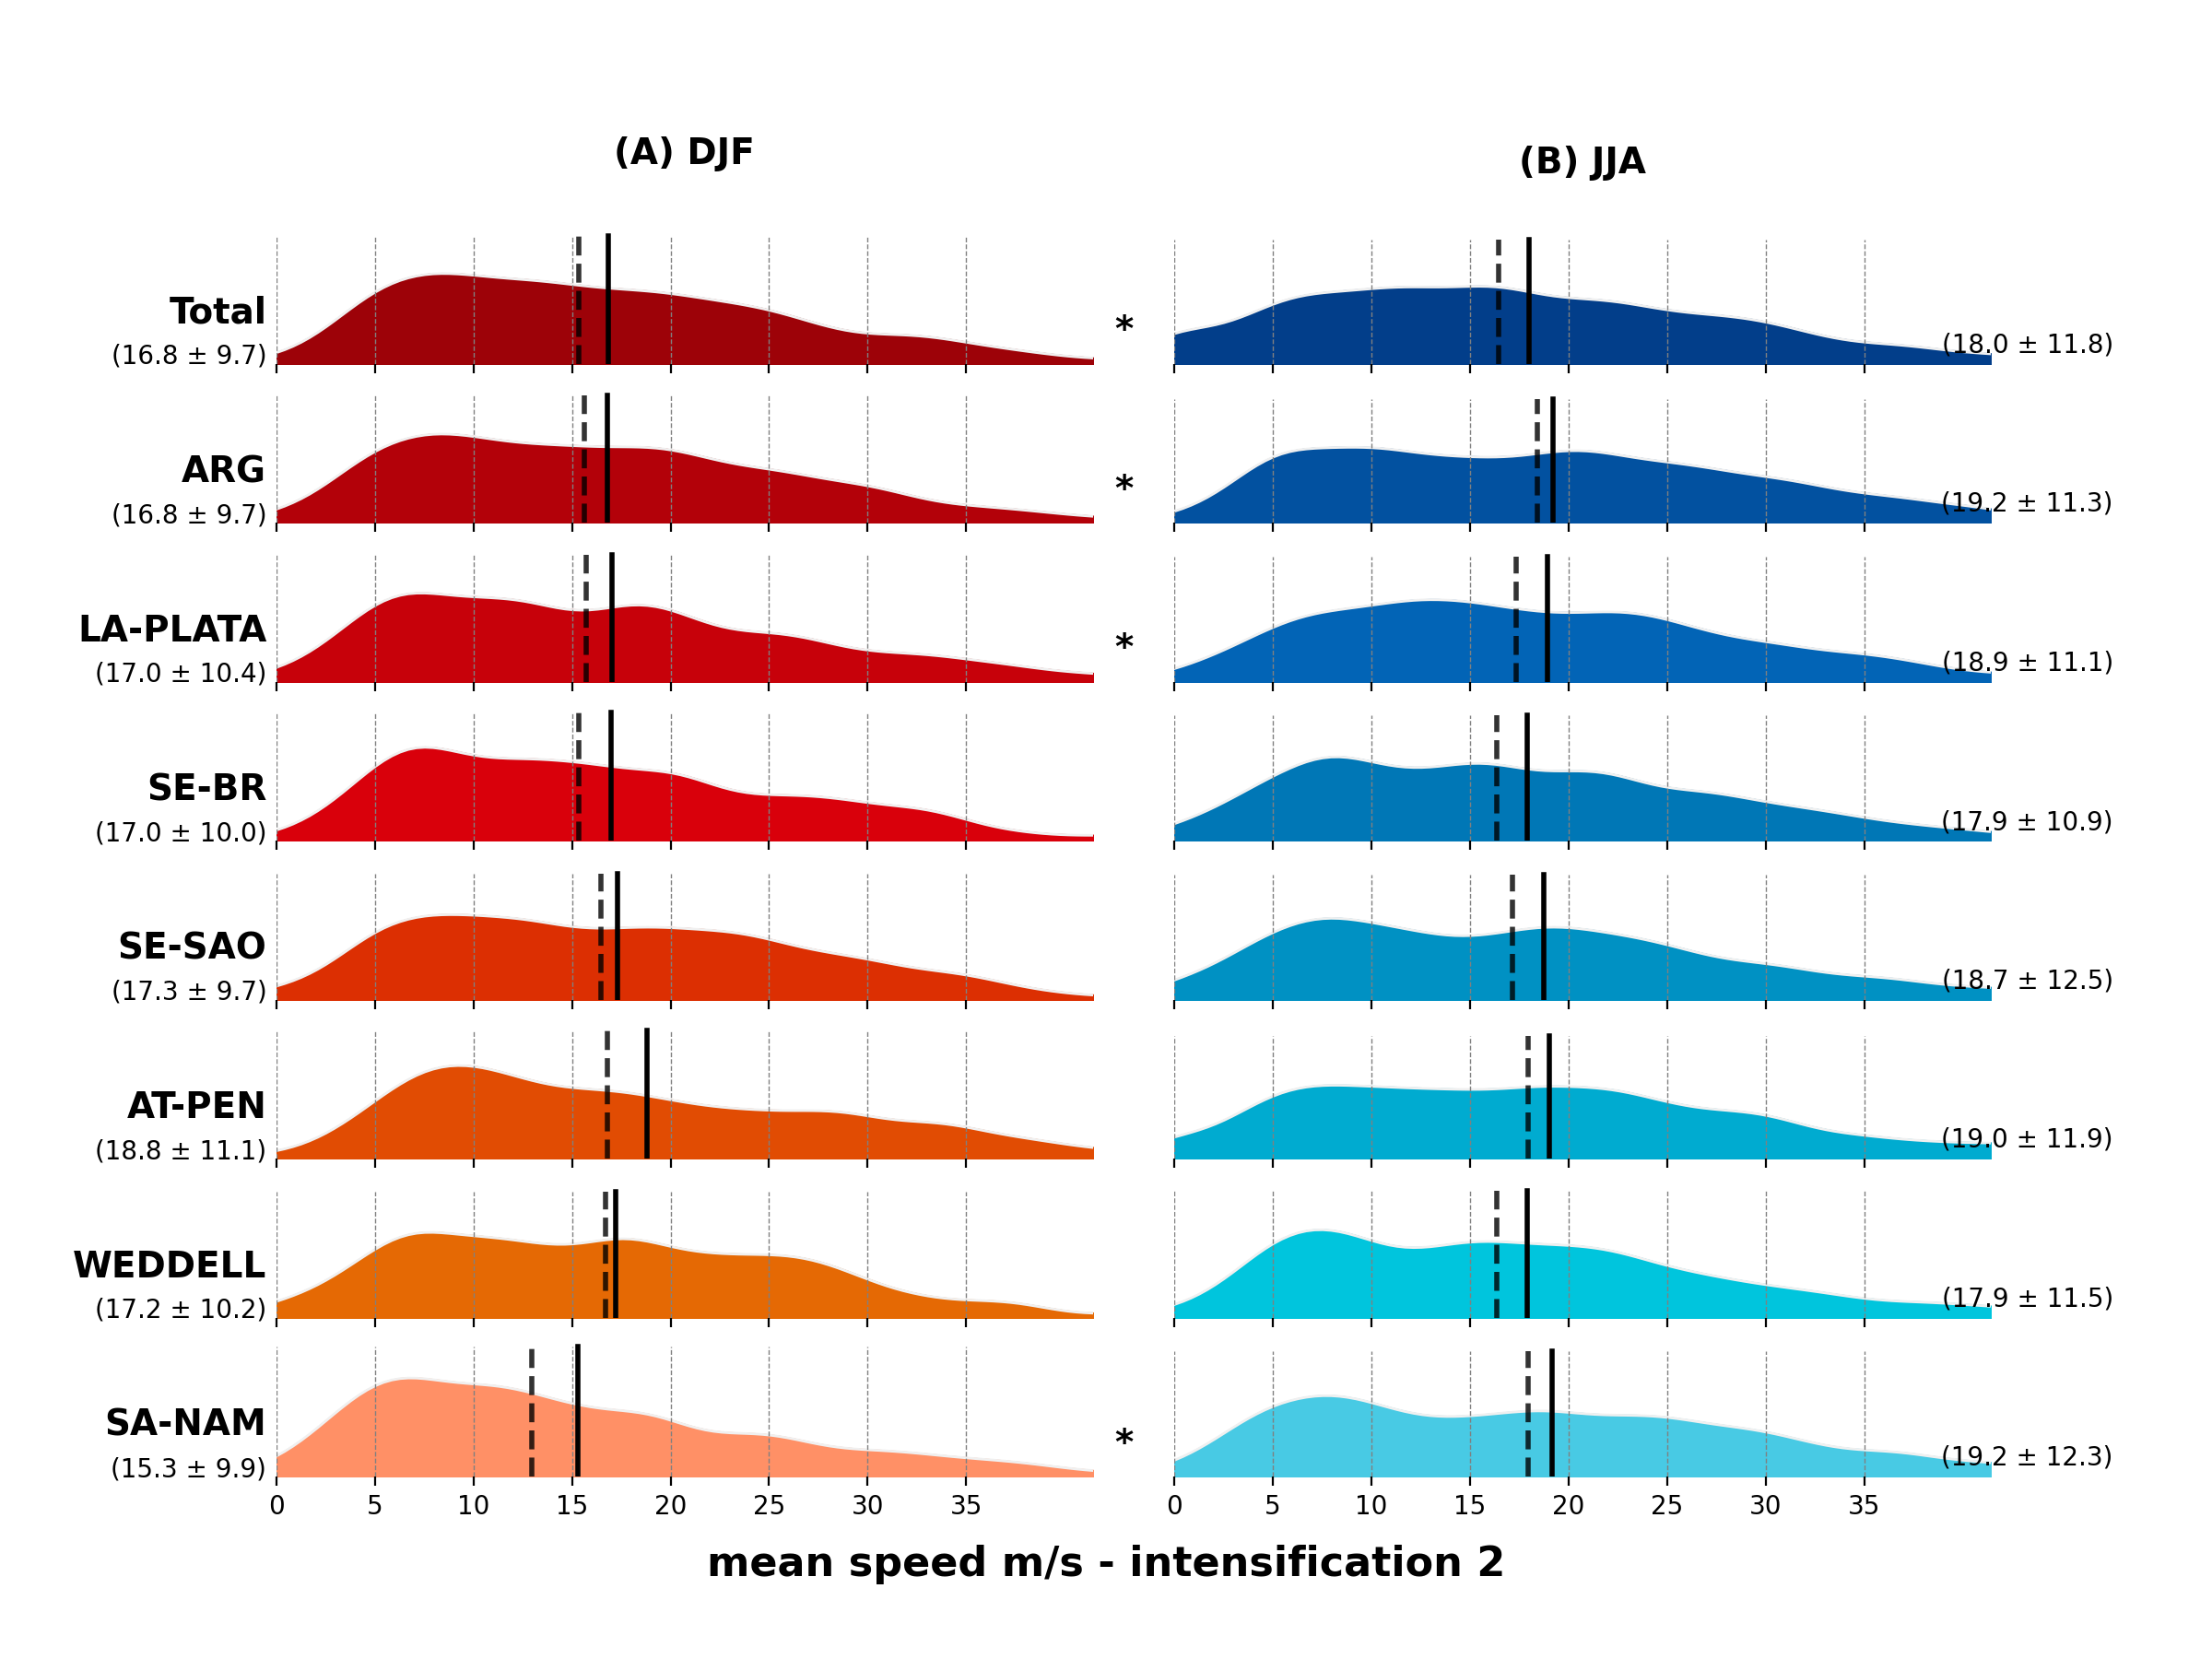 (A) DJF
(B) JJA
Total
(16.8 ± 9.7)
*
(18.0 ± 11.8)
ARG
(16.8 ± 9.7)
*
(19.2 ± 11.3)
LA-PLATA
(17.0 ± 10.4)
*
(18.9 ± 11.1)
SE-BR
(17.0 ± 10.0)
(17.9 ± 10.9)
SE-SAO
(17.3 ± 9.7)
(18.7 ± 12.5)
AT-PEN
(18.8 ± 11.1)
(19.0 ± 11.9)
WEDDELL
(17.2 ± 10.2)
(17.9 ± 11.5)
SA-NAM
(15.3 ± 9.9)
*
(19.2 ± 12.3)
0 5 10 15 20 25 30 35
0 5 10 15 20 25 30 35
mean speed m/s - intensification 2